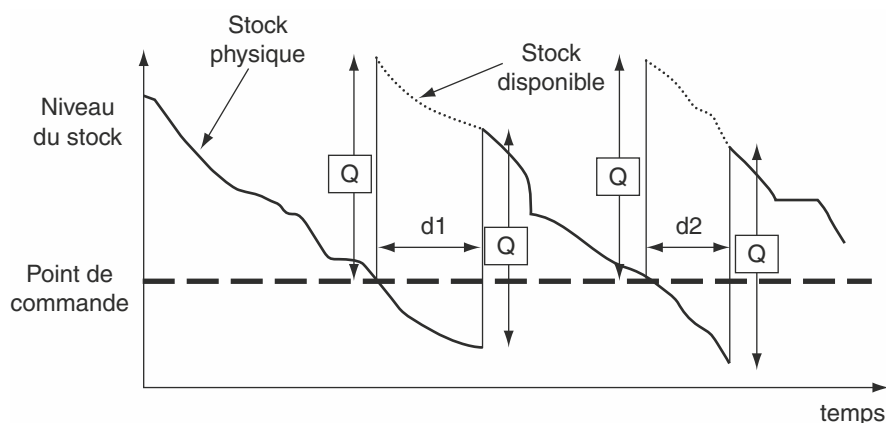 Stock
physique
Stock
disponible
Niveau
du stock
Q
Q
d1
d2
Q
Q
Point de
commande
temps